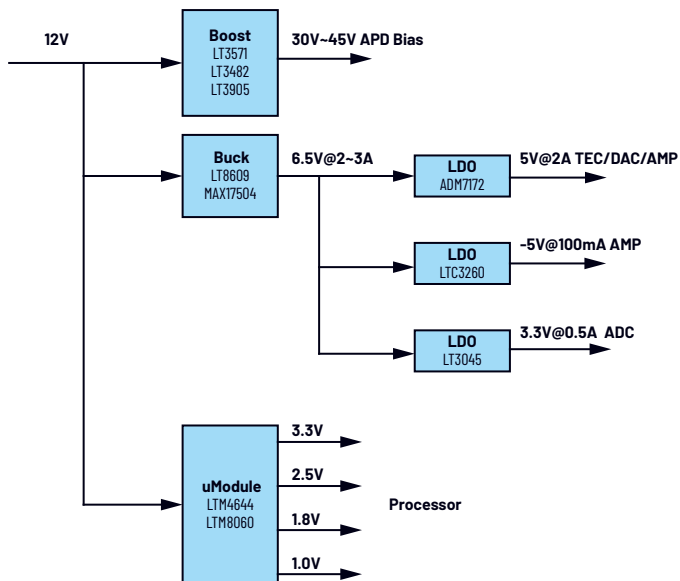 12V
Boost
LT3571
LT3482
LT3905
30V~45V APD Bias
Buck
LT8609
MAX17504
6.5V@2~3A
LDO
ADM7172
5V@2A TEC/DAC/AMP
LDO
LTC3260
-5V@100mA AMP
LDO
LT3045
3.3V@0.5A ADC
uModule
LTM4644
LTM8060
3.3V
2.5V
1.8V
1.0V
Processor